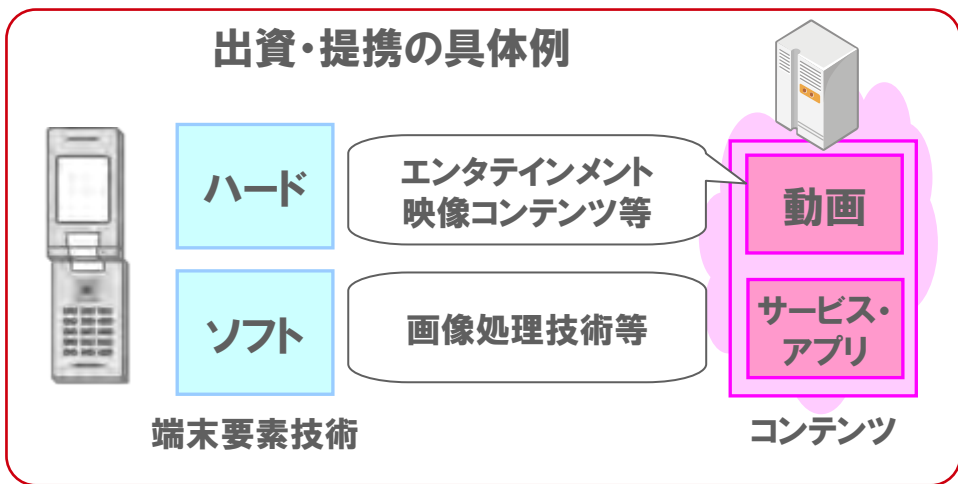 出資・提携の具体例
ハード
エンタテインメント
映像コンテンツ等
動画
ソフト
画像処理技術等
サービス・
アプリ
端末要素技術
コンテンツ